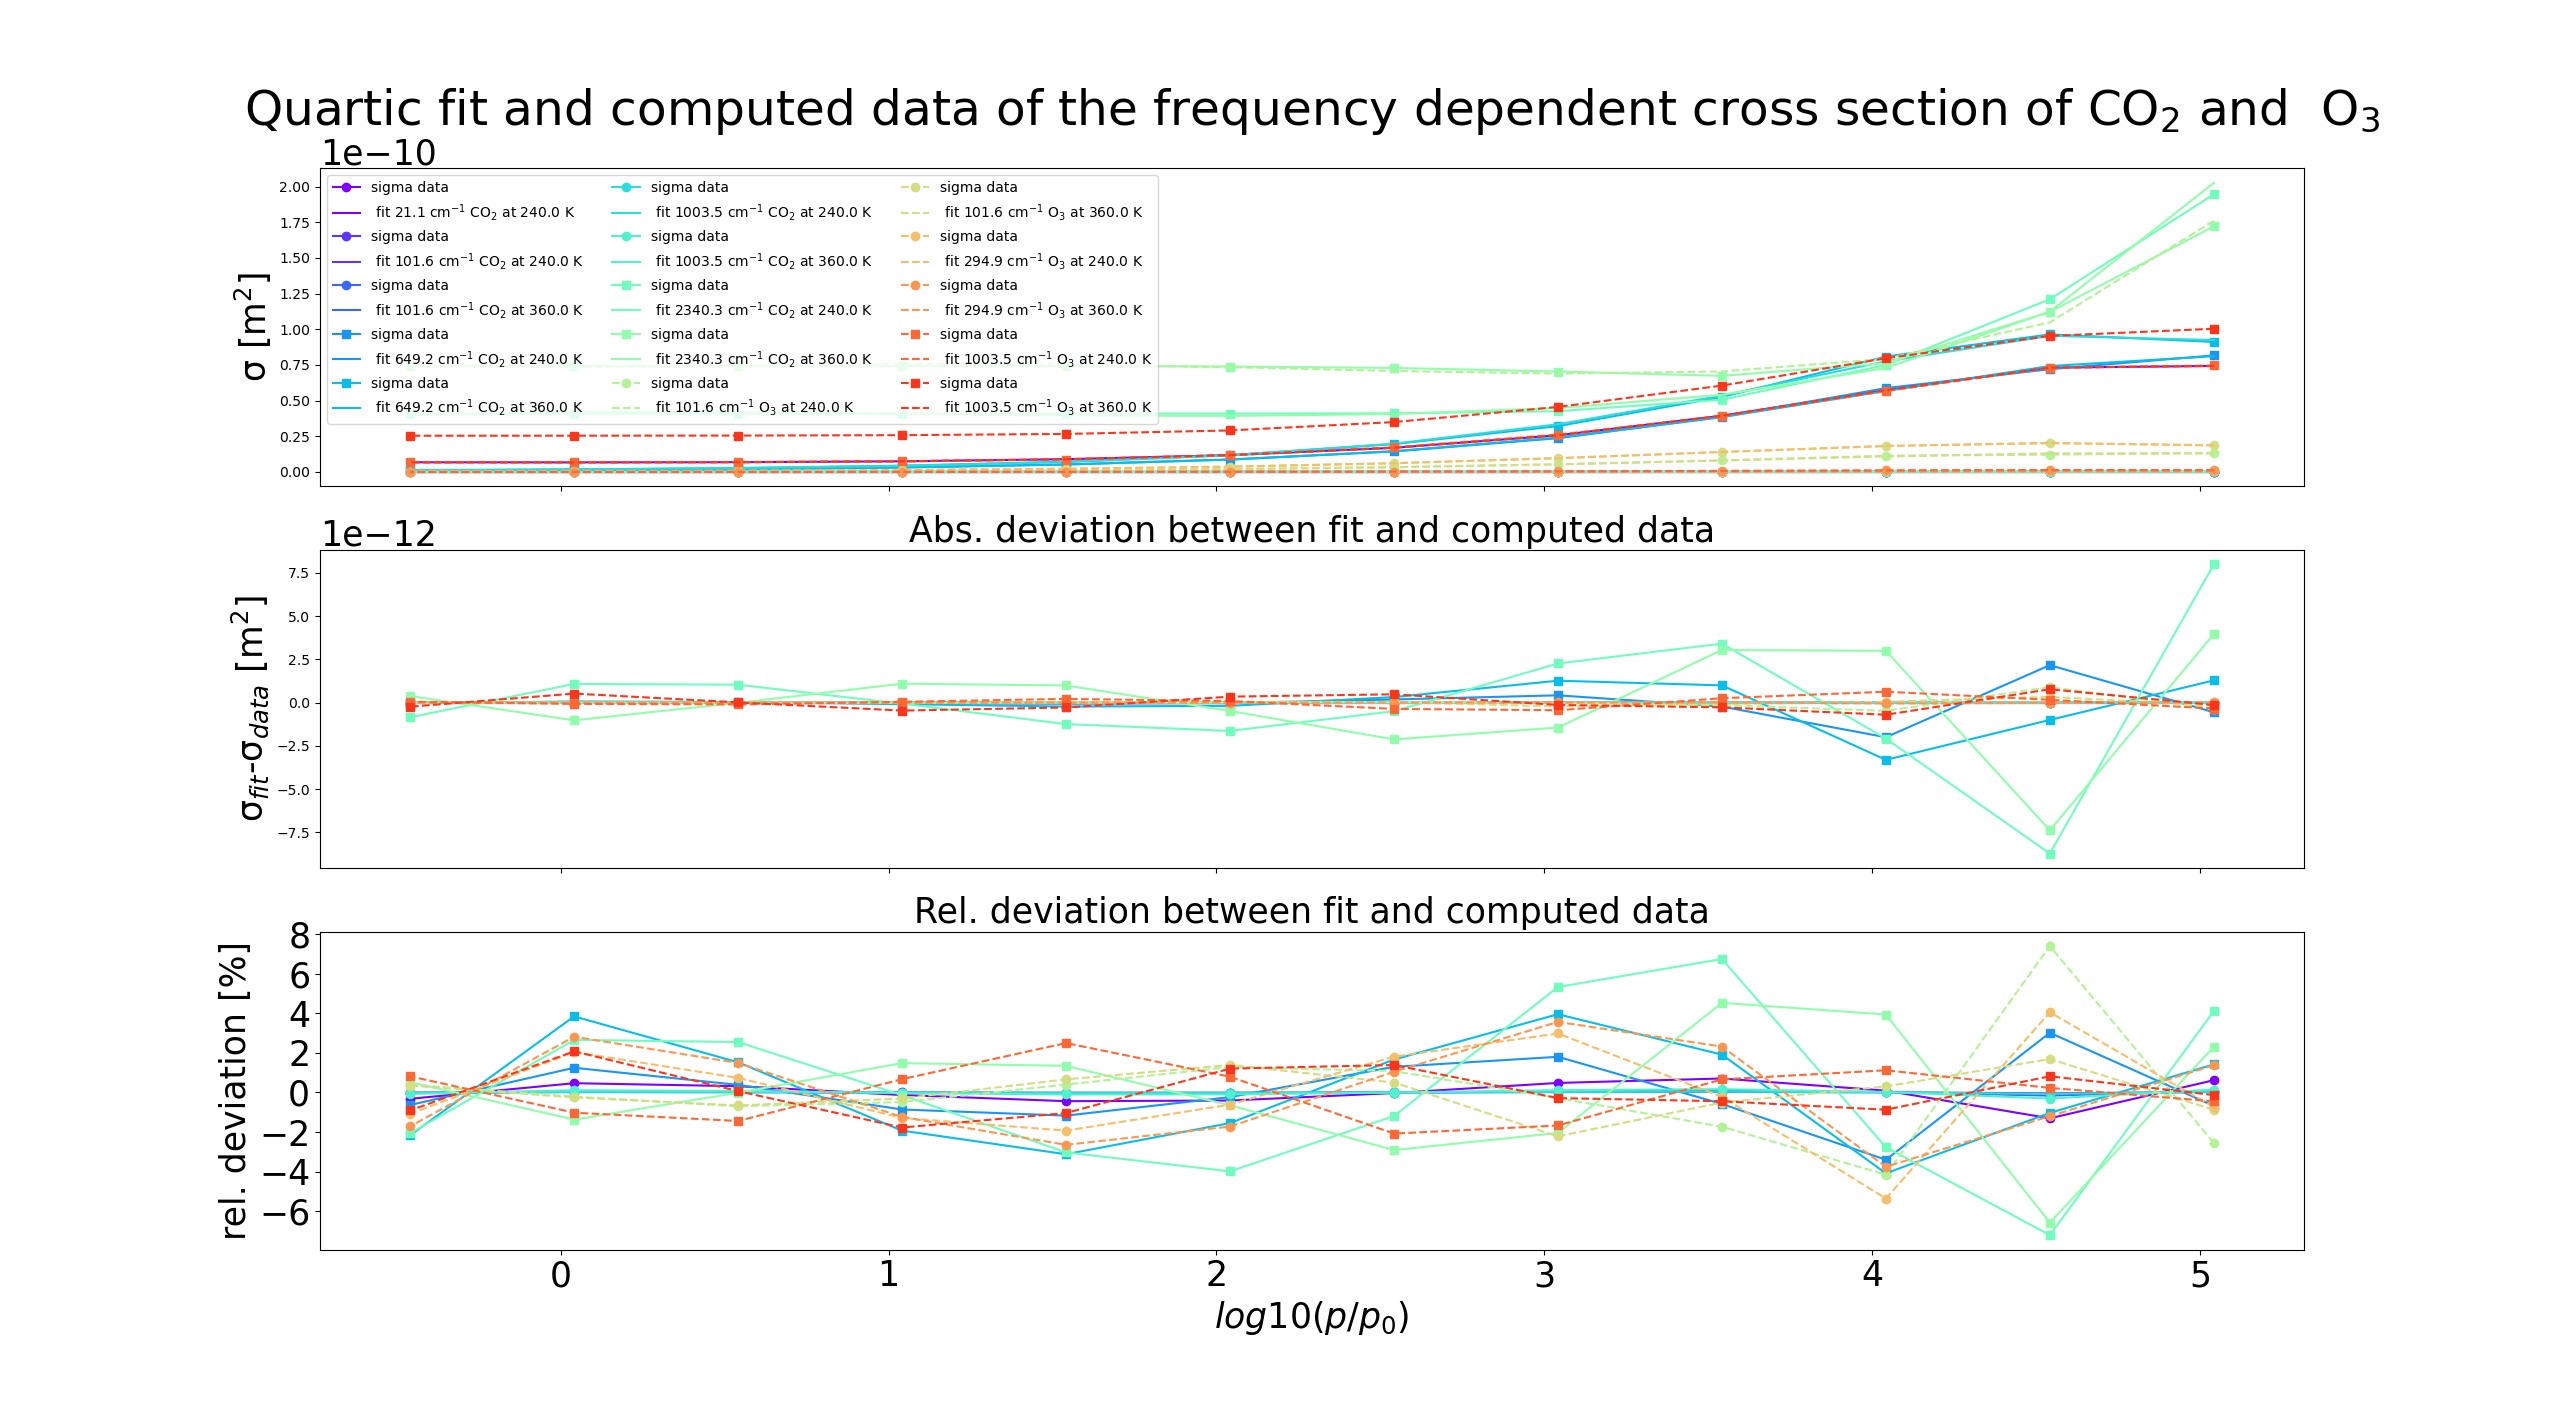 Quartic fit and computed data of the frequency dependent cross section of CO₂ and O₃
1e−10
σ [m²]
2.00
1.75
1.50
1.25
1.00
0.75
0.50
0.25
0.00
sigma data
fit 21.1 cm⁻¹ CO₂ at 240.0 K
sigma data
fit 101.6 cm⁻¹ CO₂ at 240.0 K
sigma data
fit 101.6 cm⁻¹ CO₂ at 360.0 K
sigma data
fit 649.2 cm⁻¹ CO₂ at 240.0 K
sigma data
fit 649.2 cm⁻¹ CO₂ at 360.0 K
sigma data
fit 1003.5 cm⁻¹ CO₂ at 240.0 K
sigma data
fit 1003.5 cm⁻¹ CO₂ at 360.0 K
sigma data
fit 2340.3 cm⁻¹ CO₂ at 240.0 K
sigma data
fit 2340.3 cm⁻¹ CO₂ at 360.0 K
sigma data
fit 101.6 cm⁻¹ O₃ at 240.0 K
sigma data
fit 101.6 cm⁻¹ O₃ at 360.0 K
sigma data
fit 294.9 cm⁻¹ O₃ at 240.0 K
sigma data
fit 294.9 cm⁻¹ O₃ at 360.0 K
sigma data
fit 1003.5 cm⁻¹ O₃ at 240.0 K
sigma data
fit 1003.5 cm⁻¹ O₃ at 360.0 K
Abs. deviation between fit and computed data
1e−12
σ_fit-σ_data [m²]
7.5
5.0
2.5
0.0
−2.5
−5.0
−7.5
Rel. deviation between fit and computed data
rel. deviation [%]
8
6
4
2
0
−2
−4
−6
0 1 2 3 4 5
log10(p/p₀)